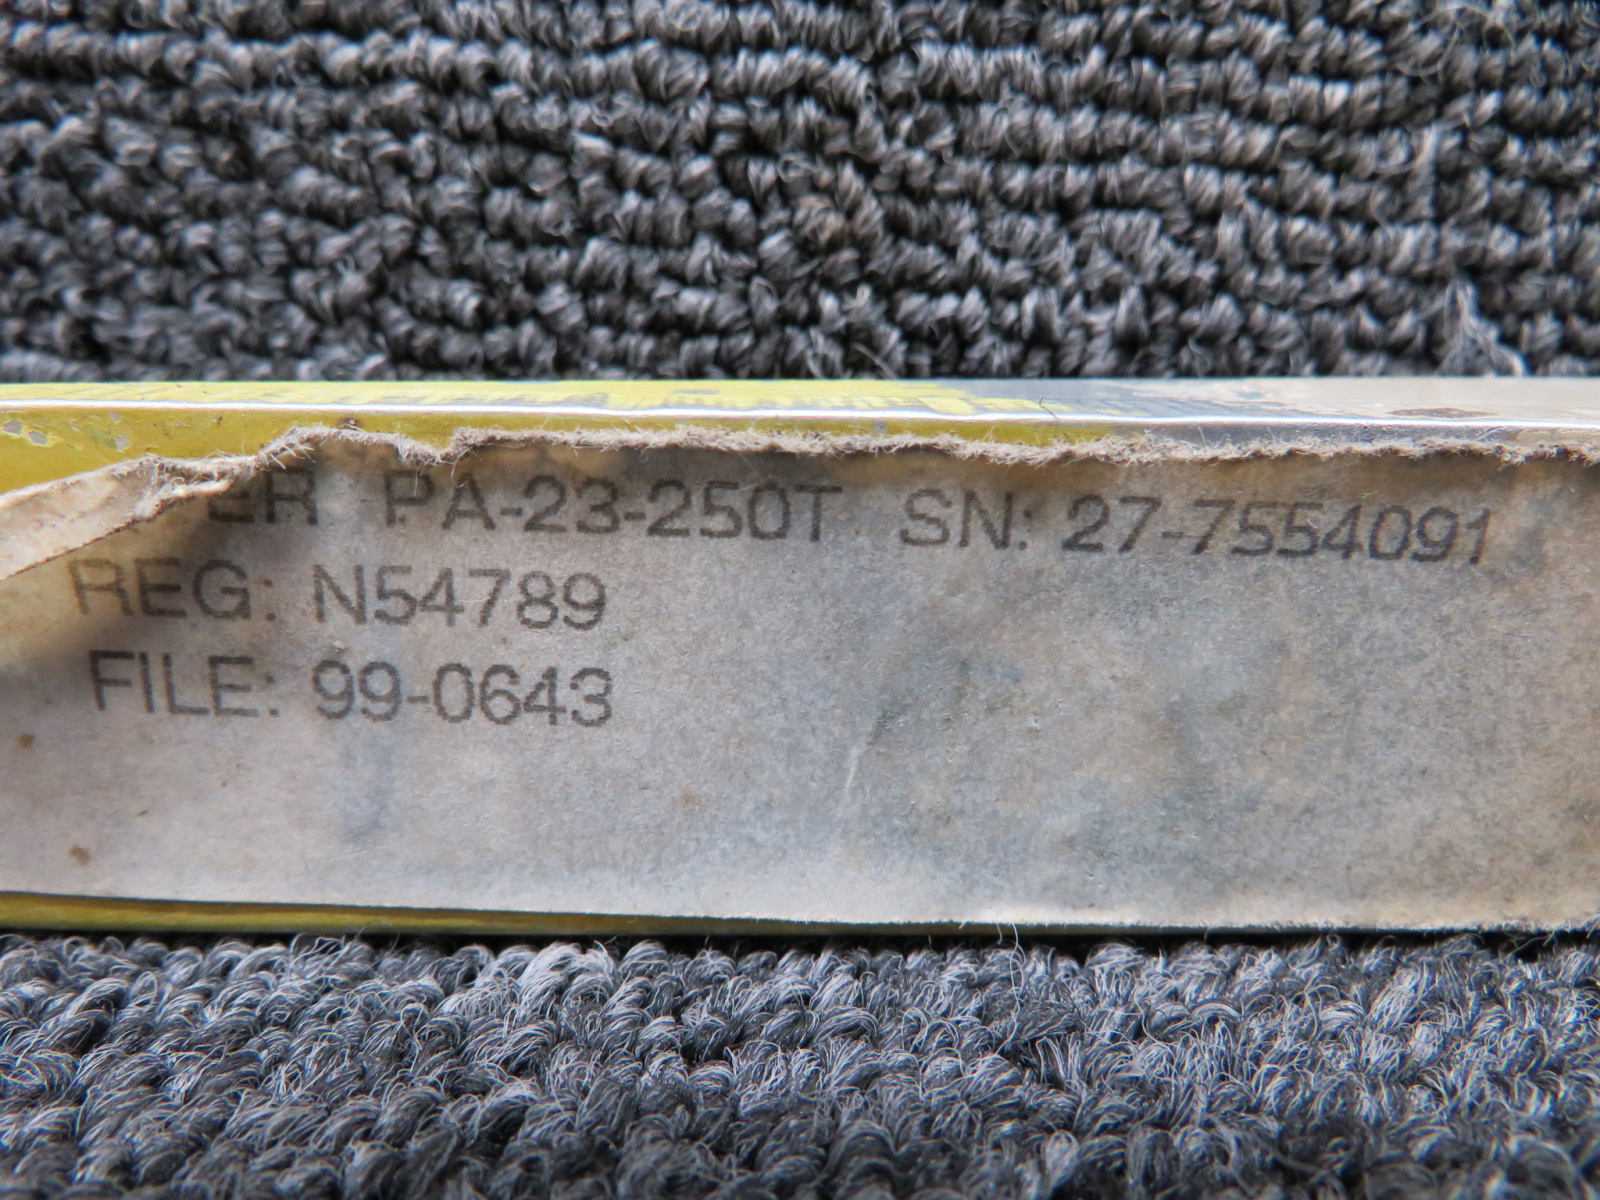 PA-23-250T SN: 27-7554091
REG: N54789
FILE: 99-0643